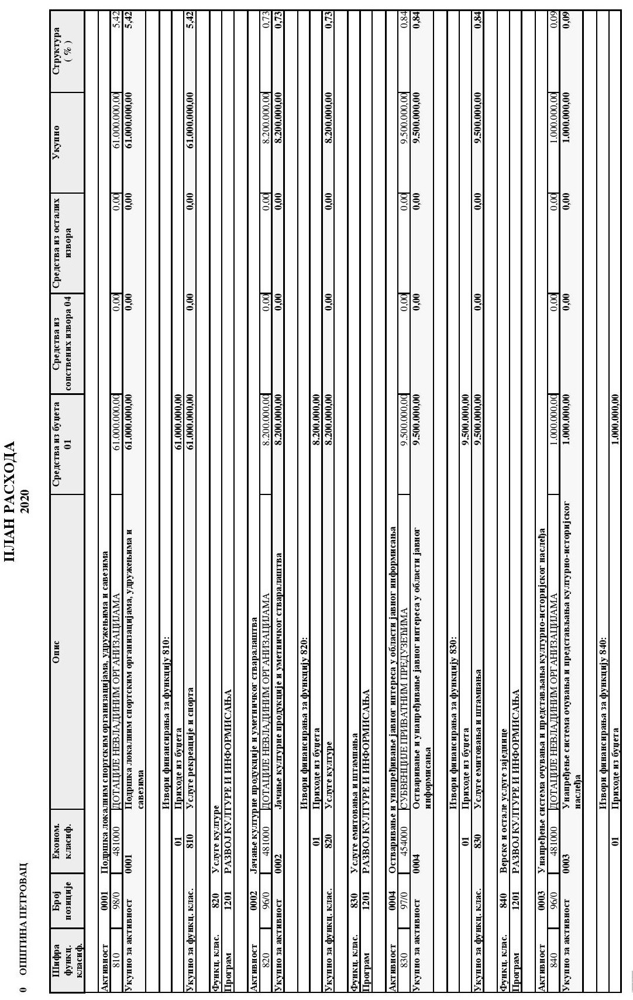 ПЛАН РАСХОДА
0 ОПШТИНА ПЕТРОВАЦ 2020
Шифра функц. класиф. Број позиције Економ. класиф. Опис Средства из буџета 01 Средства из сопствених извора 04 Средства из осталих извора Укупно Структура ( % )
Активност 0001 Подршка локалним спортским организацијама, удружењима и савезима
810 98/0 481000 ДОТАЦИЈЕ НЕВЛАДИНИМ ОРГАНИЗАЦИЈАМА 61.000.000,00 0,00 0,00 61.000.000,00 5,42
Укупно за активност 0001 Подршка локалним спортским организацијама, удружењима и 61.000.000,00 0,00 0,00 61.000.000,00 5,42
савезима
Извори финансирања за функцију 810:
01 Приходе из буџета 61.000.000,00
Укупно за функц. клас. 810 Услуге рекреације и спорта 61.000.000,00 0,00 0,00 61.000.000,00 5,42
Функц. клас. 820 Услуге културе
Програм 1201 РАЗВОЈ КУЛТУРЕ И ИНФОРМИСАЊА
Активност 0002 Јачање културне продукције и уметничког стваралаштва
820 96/0 481000 ДОТАЦИЈЕ НЕВЛАДИНИМ ОРГАНИЗАЦИЈАМА 8.200.000,00 0,00 0,00 8.200.000,00 0,73
Укупно за активност 0002 Јачање културне продукције и уметничког стваралаштва 8.200.000,00 0,00 0,00 8.200.000,00 0,73
Извори финансирања за функцију 820:
01 Приходе из буџета 8.200.000,00
Укупно за функц. клас. 820 Услуге културе 8.200.000,00 0,00 0,00 8.200.000,00 0,73
Функц. клас. 830 Услуге емитовања и штампања
Програм 1201 РАЗВОЈ КУЛТУРЕ И ИНФОРМИСАЊА
Активност 0004 Остваривање и унапређивање јавног интереса у области јавног информисања
830 97/0 454000 СУБВЕНЦИЈЕ ПРИВАТНИМ ПРЕДУЗЕЋИМА 9.500.000,00 0,00 0,00 9.500.000,00 0,84
Укупно за активност 0004 Остваривање и унапређивање јавног интереса у области јавног 9.500.000,00 0,00 0,00 9.500.000,00 0,84
информисања
Извори финансирања за функцију 830:
01 Приходе из буџета 9.500.000,00
Укупно за функц. клас. 830 Услуге емитовања и штампања 9.500.000,00 0,00 0,00 9.500.000,00 0,84
Функц. клас. 840 Верске и остале услуге заједнице
Програм 1201 РАЗВОЈ КУЛТУРЕ И ИНФОРМИСАЊА
Активност 0003 Унапређење система очувања и представљања културно-историјског наслеђа
840 96/0 481000 ДОТАЦИЈЕ НЕВЛАДИНИМ ОРГАНИЗАЦИЈАМА 1.000.000,00 0,00 0,00 1.000.000,00 0,09
Укупно за активност 0003 Унапређење система очувања и представљања културно-историјског 1.000.000,00 0,00 0,00 1.000.000,00 0,09
наслеђа
Извори финансирања за функцију 840:
01 Приходе из буџета 1.000.000,00